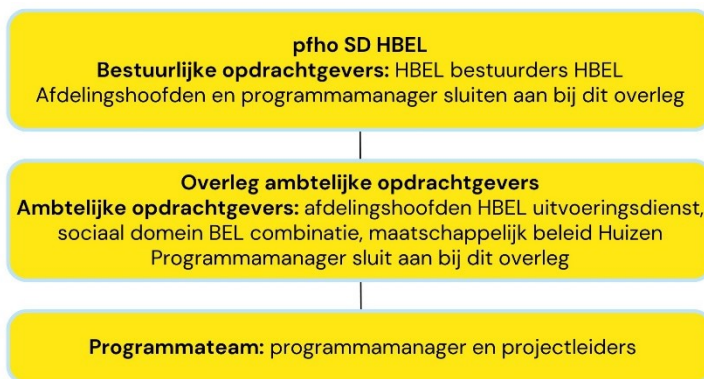 pfho SD HBEL
Bestuurlijke opdrachtgevers: HBEL bestuurders HBEL
Afdelingshoofden en programmamanager sluiten aan bij dit overleg
Overleg ambtelijke opdrachtgevers
Ambtelijke opdrachtgevers: afdelingshoofden HBEL uitvoeringsdienst,
sociaal domein BEL combinatie, maatschappelijk beleid Huizen
Programmamanager sluit aan bij dit overleg
Programmateam: programmamanager en projectleiders